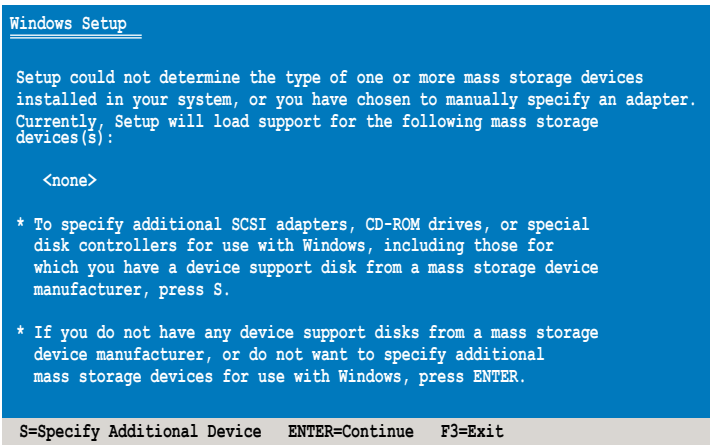 Windows Setup
Setup could not determine the type of one or more mass storage devices
installed in your system, or you have chosen to manually specify an adapter.
Currently, Setup will load support for the following mass storage
devices(s):
<none>
* To specify additional SCSI adapters, CD-ROM drives, or special
disk controllers for use with Windows, including those for
which you have a device support disk from a mass storage device
manufacturer, press S.
* If you do not have any device support disks from a mass storage
device manufacturer, or do not want to specify additional
mass storage devices for use with Windows, press ENTER.
S=Specify Additional Device ENTER=Continue F3=Exit